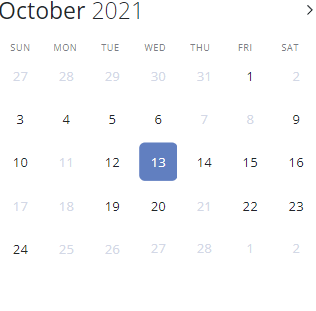 October 2021
SUN MON TUE WED THU FRI SAT
27 28 29 30 31 1 2
3 4 5 6 7 8 9
10 11 12 13 14 15 16
17 18 19 20 21 22 23
24 25 26 27 28 1 2